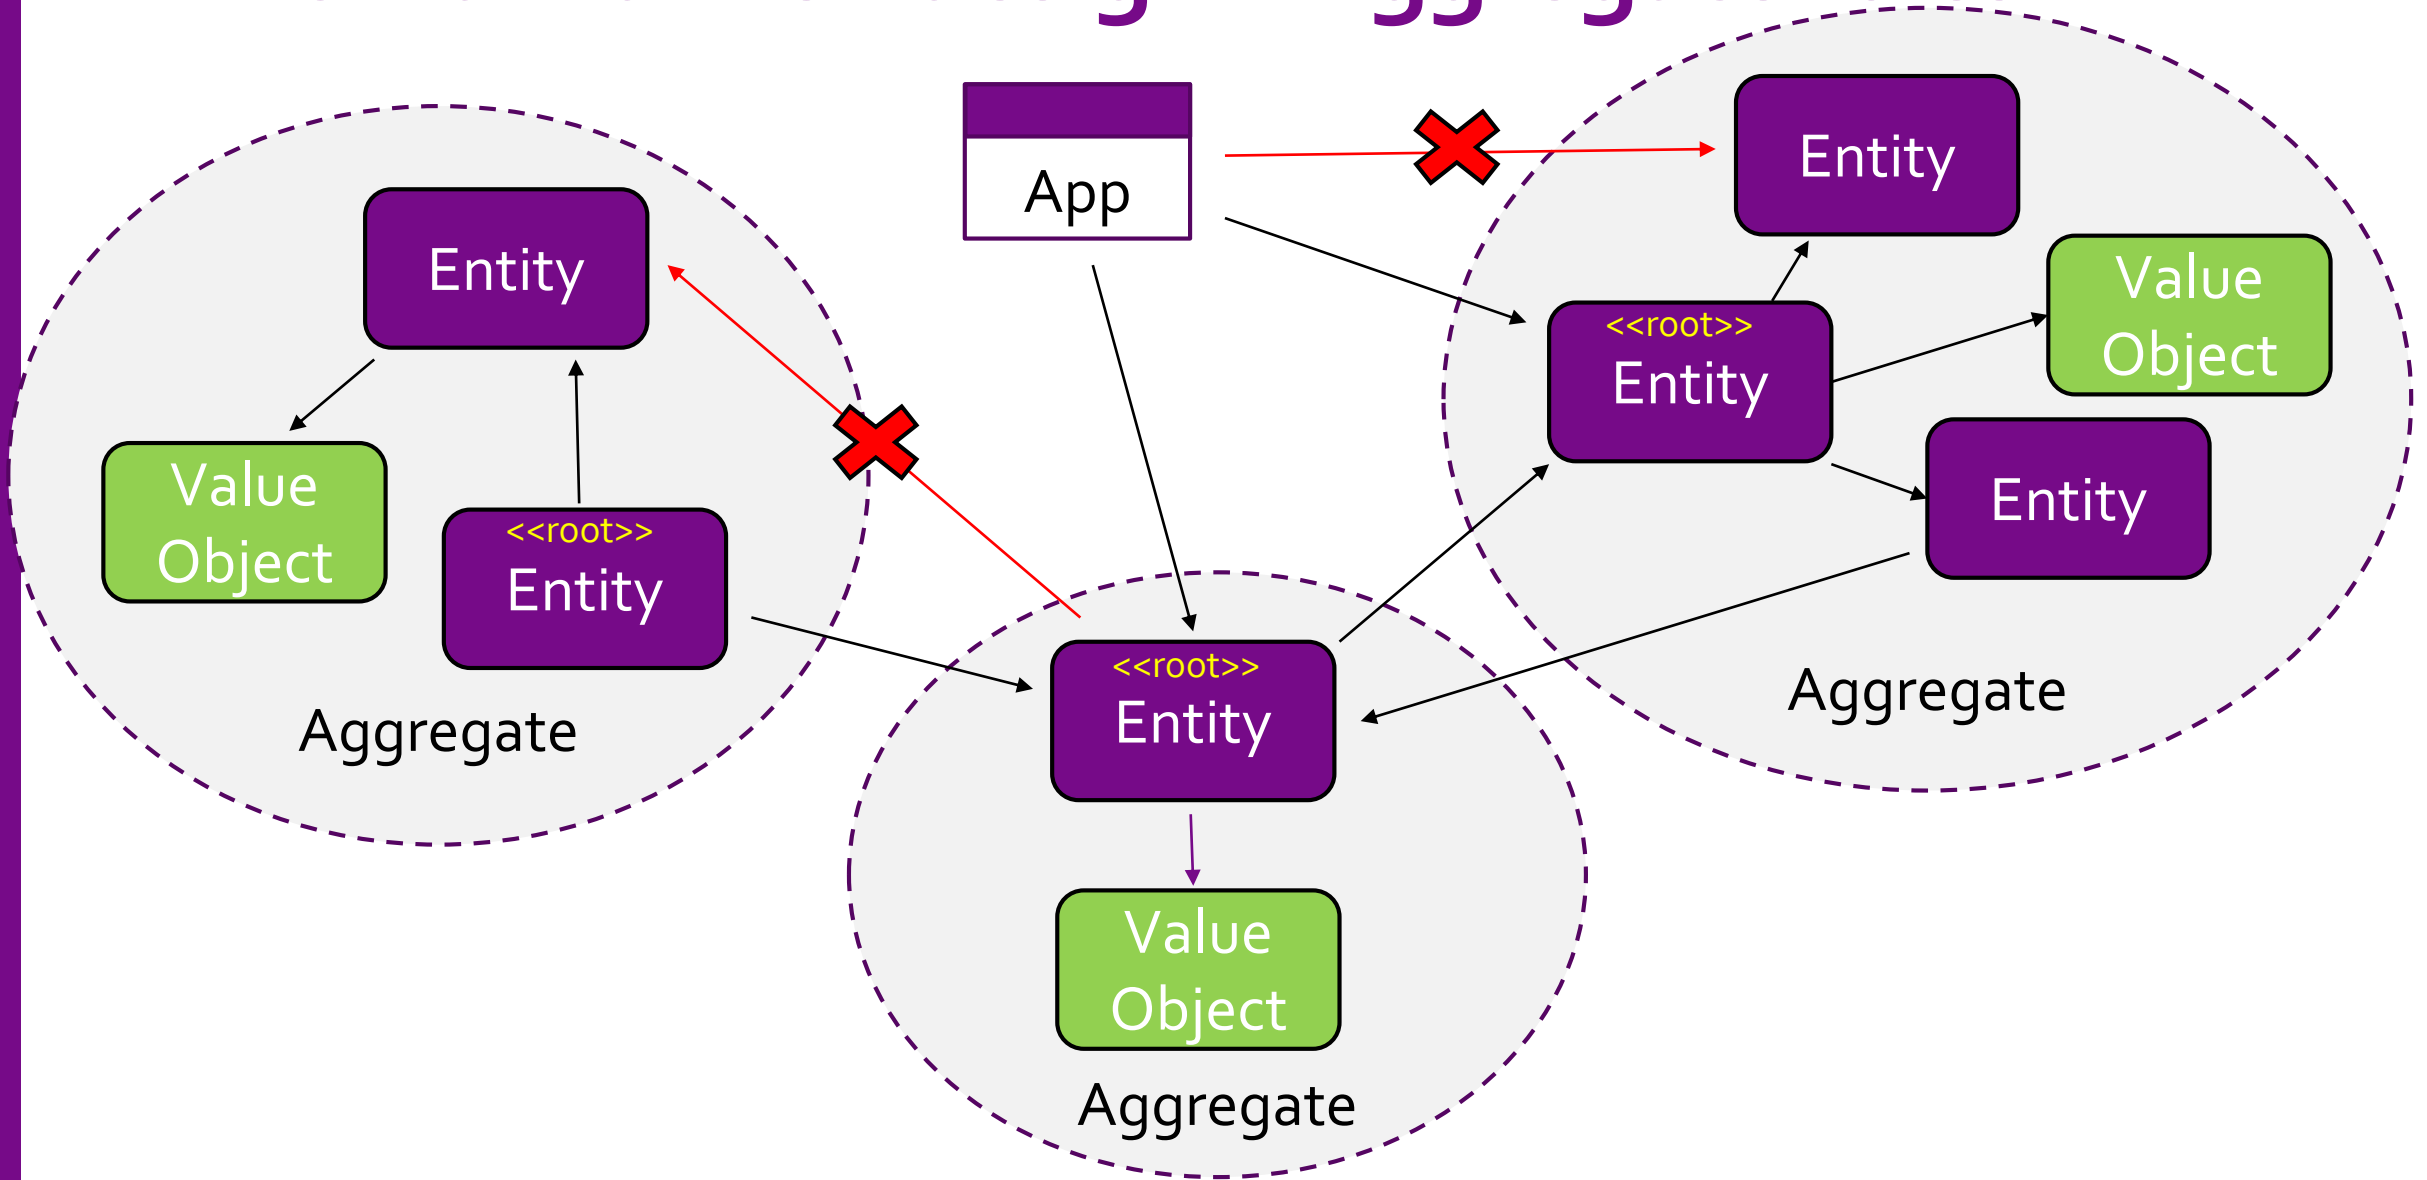 App
Entity
Value
Object
<<root>>
Entity
Aggregate
Entity
<<root>>
Entity
Value
Object
Entity
Aggregate
<<root>>
Entity
Value
Object
Aggregate